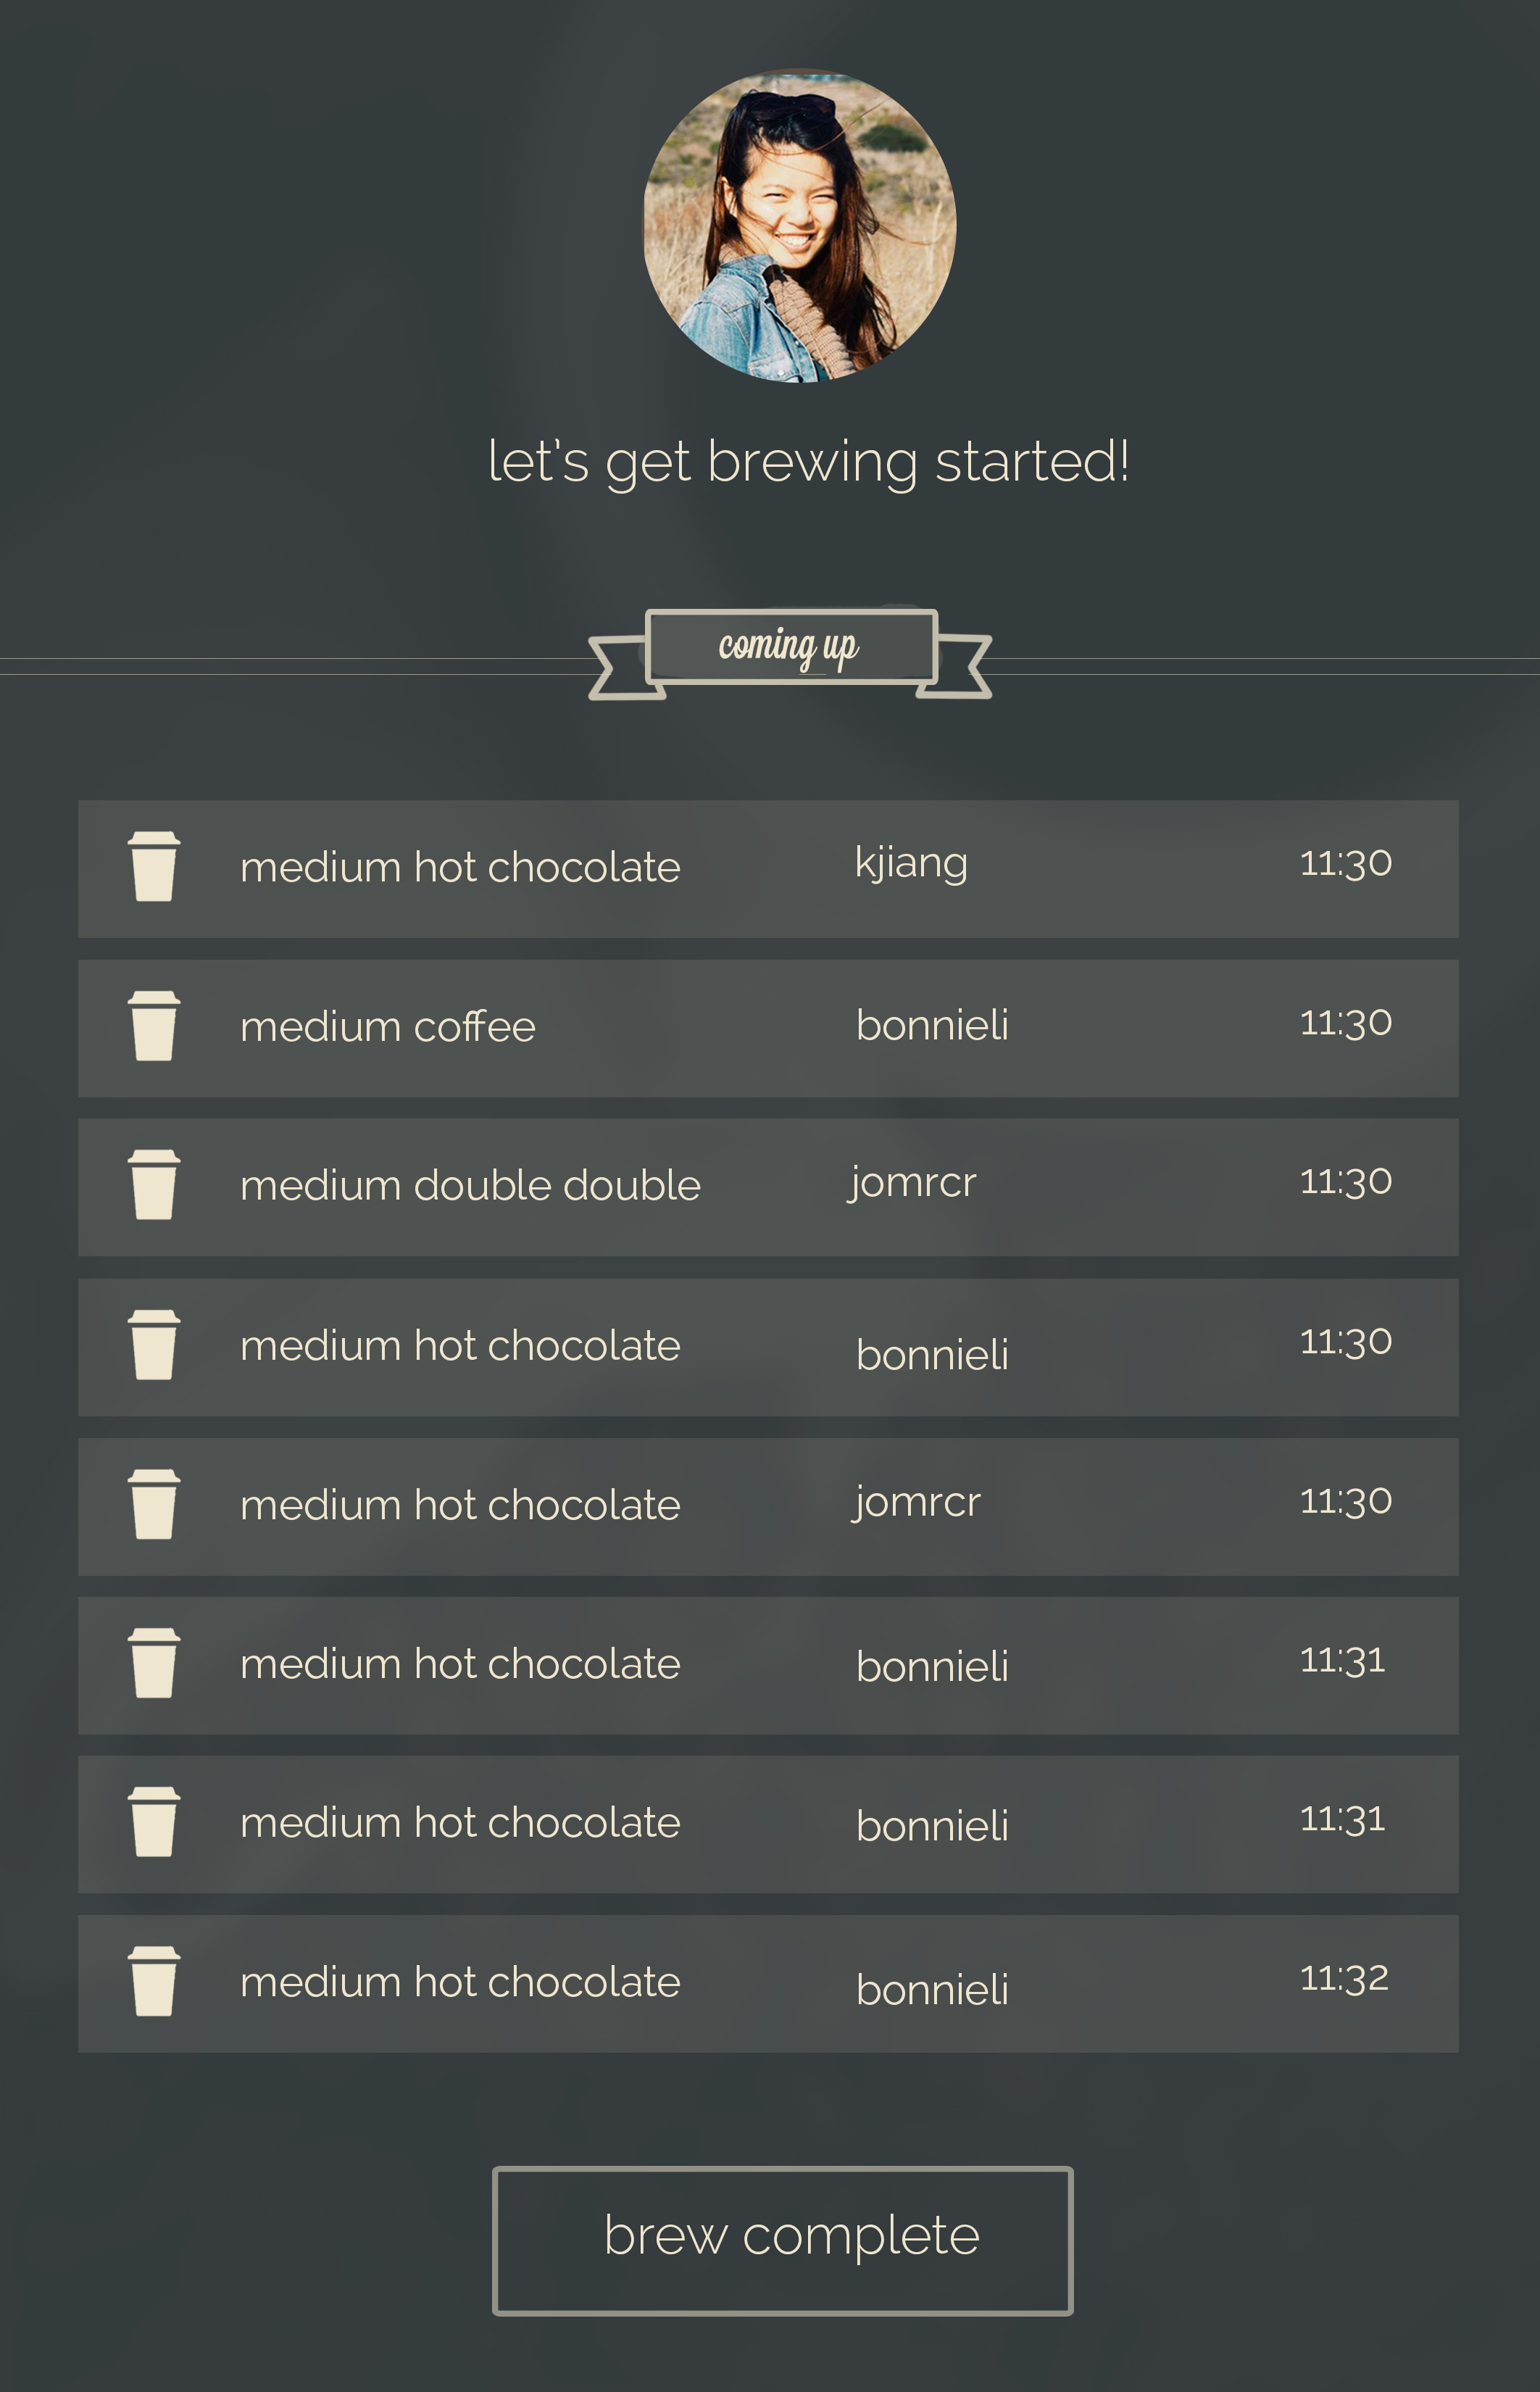 let's get brewing started!
coming up
medium hot chocolate kjiang 11:30
medium coffee bonnieli 11:30
medium double double jomrcr 11:30
medium hot chocolate bonnieli 11:30
medium hot chocolate jomrcr 11:30
medium hot chocolate bonnieli 11:31
medium hot chocolate bonnieli 11:31
medium hot chocolate bonnieli 11:32
brew complete